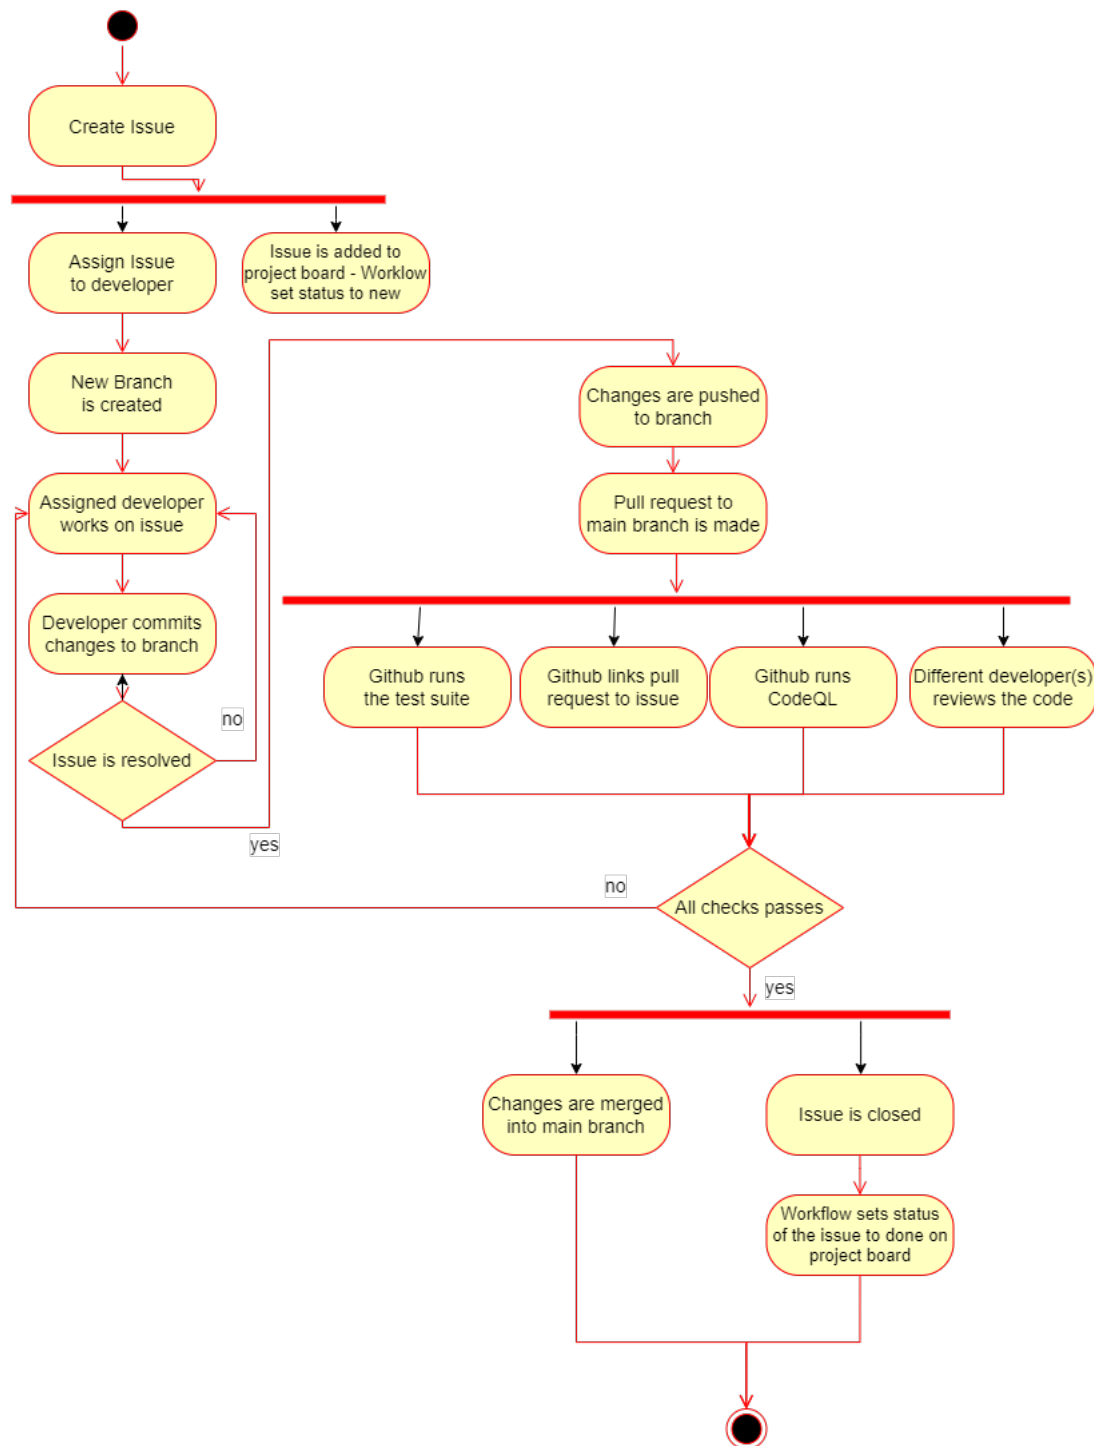 Create Issue
Assign Issue
to developer
Issue is added to
project board - Worklow
set status to new
New Branch
is created
Changes are pushed
to branch
Assigned developer
works on issue
Pull request to
main branch is made
Developer commits
changes to branch
Github runs
the test suite
Github links pull
request to issue
Github runs
CodeQL
Different developer(s)
reviews the code
no
Issue is resolved
yes
no
All checks passes
yes
Changes are merged
into main branch
Issue is closed
Workflow sets status
of the issue to done on
project board